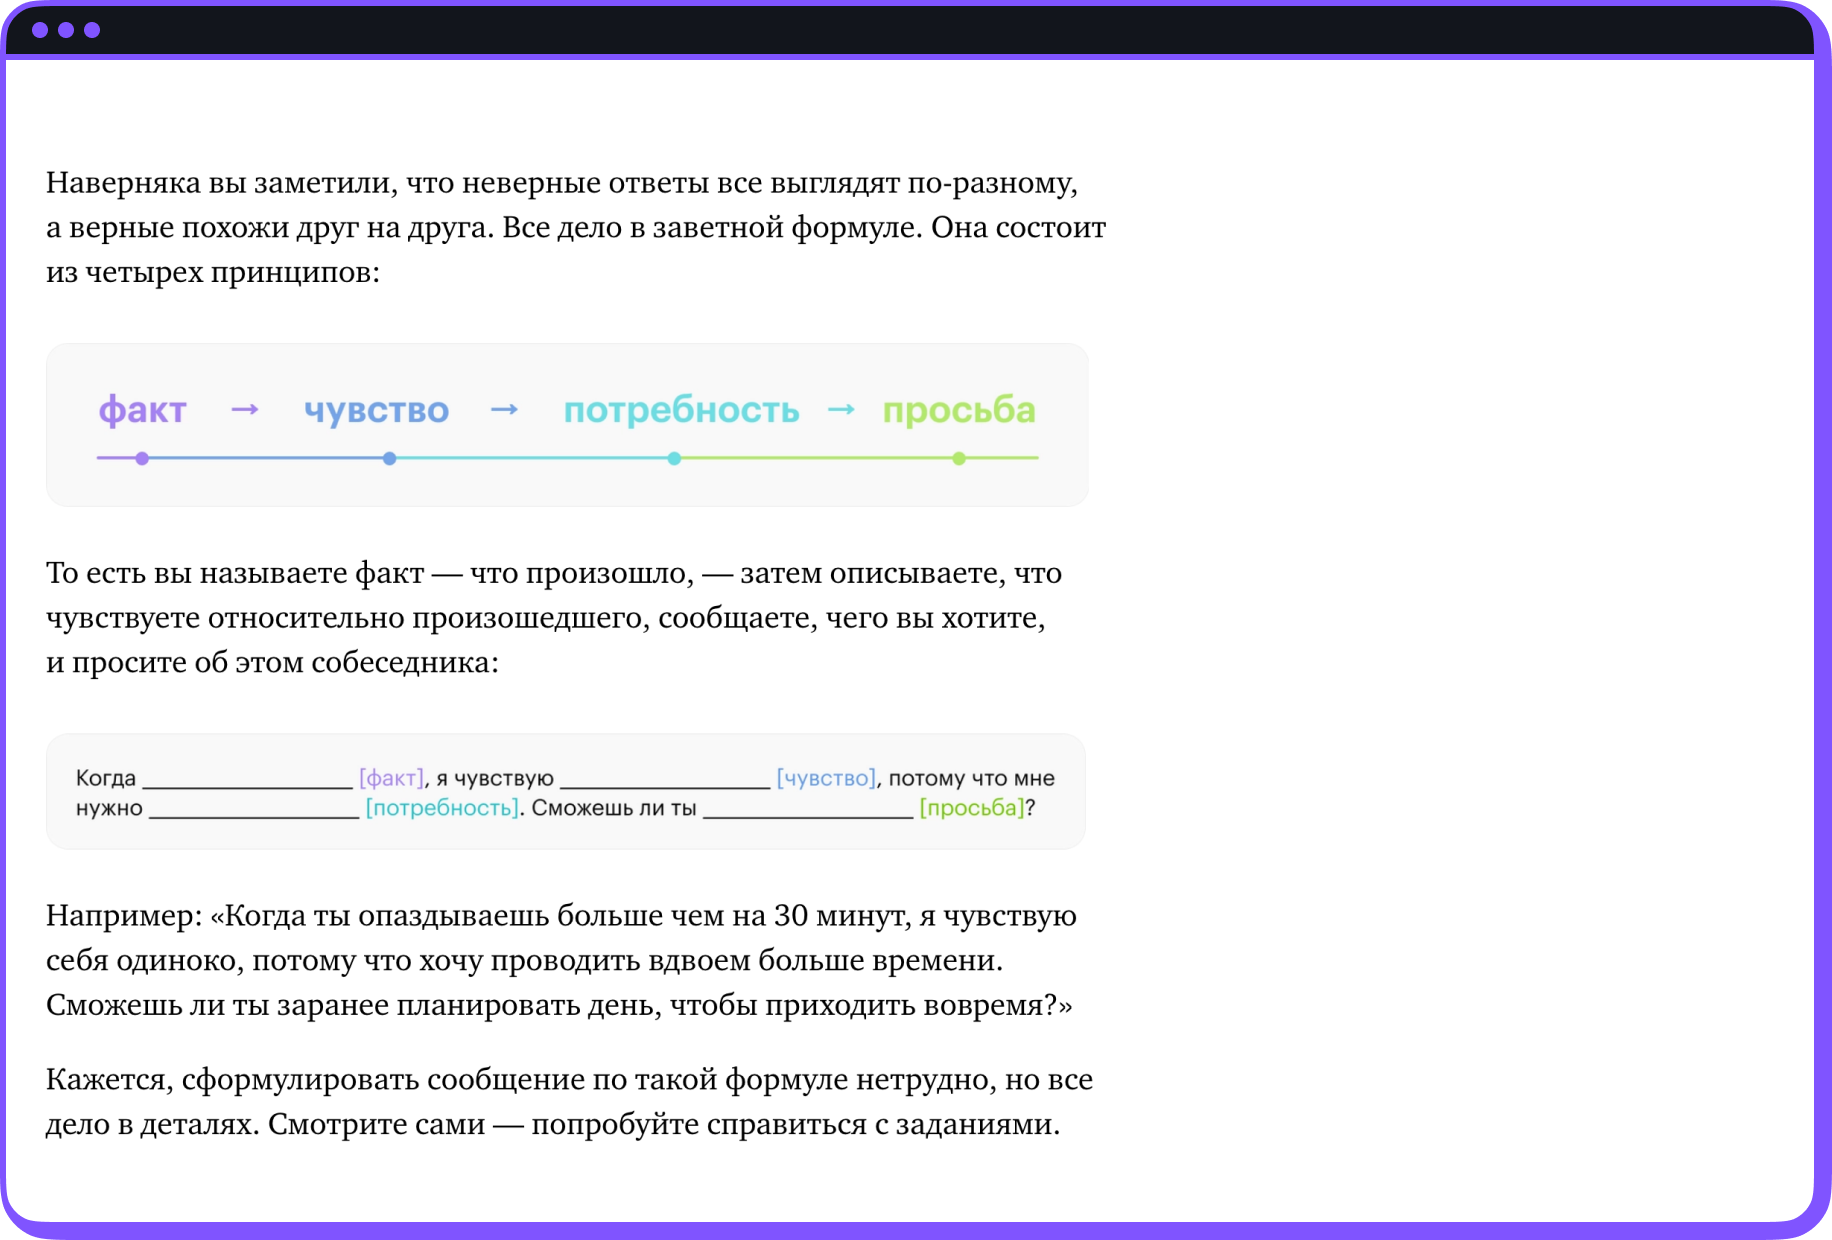 Наверняка вы заметили, что неверные ответы все выглядят по-разному,
а верные похожи друг на друга. Все дело в заветной формуле. Она состоит
из четырех принципов:
факт → чувство → потребность → просьба
То есть вы называете факт — что произошло, — затем описываете, что
чувствуете относительно произошедшего, сообщаете, чего вы хотите,
и просите об этом собеседника:
Когда _________________ [факт], я чувствую _________________ [чувство], потому что мне
нужно _________________ [потребность]. Сможешь ли ты _________________ [просьба]?
Например: «Когда ты опаздываешь больше чем на 30 минут, я чувствую
себя одиноко, потому что хочу проводить вдвоем больше времени.
Сможешь ли ты заранее планировать день, чтобы приходить вовремя?»
Кажется, сформулировать сообщение по такой формуле нетрудно, но все
дело в деталях. Смотрите сами — попробуйте справиться с заданиями.